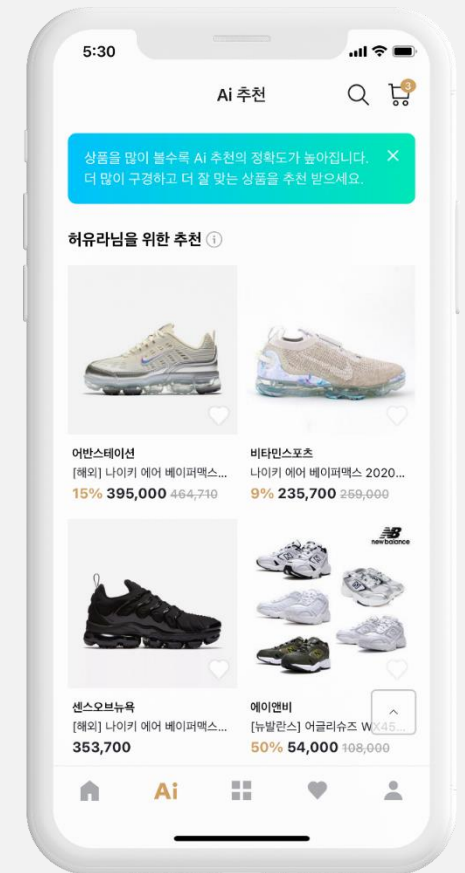 5:30
Ai 추천
3
상품을 많이 볼수록 Ai 추천의 정확도가 높아집니다.
더 많이 구경하고 더 잘 맞는 상품을 추천 받으세요.
허유라님을 위한 추천
어반스테이션
[해외] 나이키 에어 베이퍼맥스...
15% 395,000 464,710
비타민스포츠
나이키 에어 베이퍼맥스 2020...
9% 235,700 259,000
new balance
센스오브뉴욕
[해외] 나이키 에어 베이퍼맥스...
353,700
에이앤비
[뉴발란스] 어글리슈즈 WX45...
50% 54,000 108,000
Ai